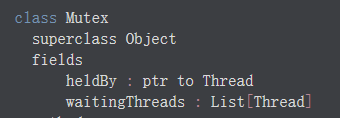 class Mutex
superclass Object
fields
heldBy : ptr to Thread
waitingThreads : List[Thread]